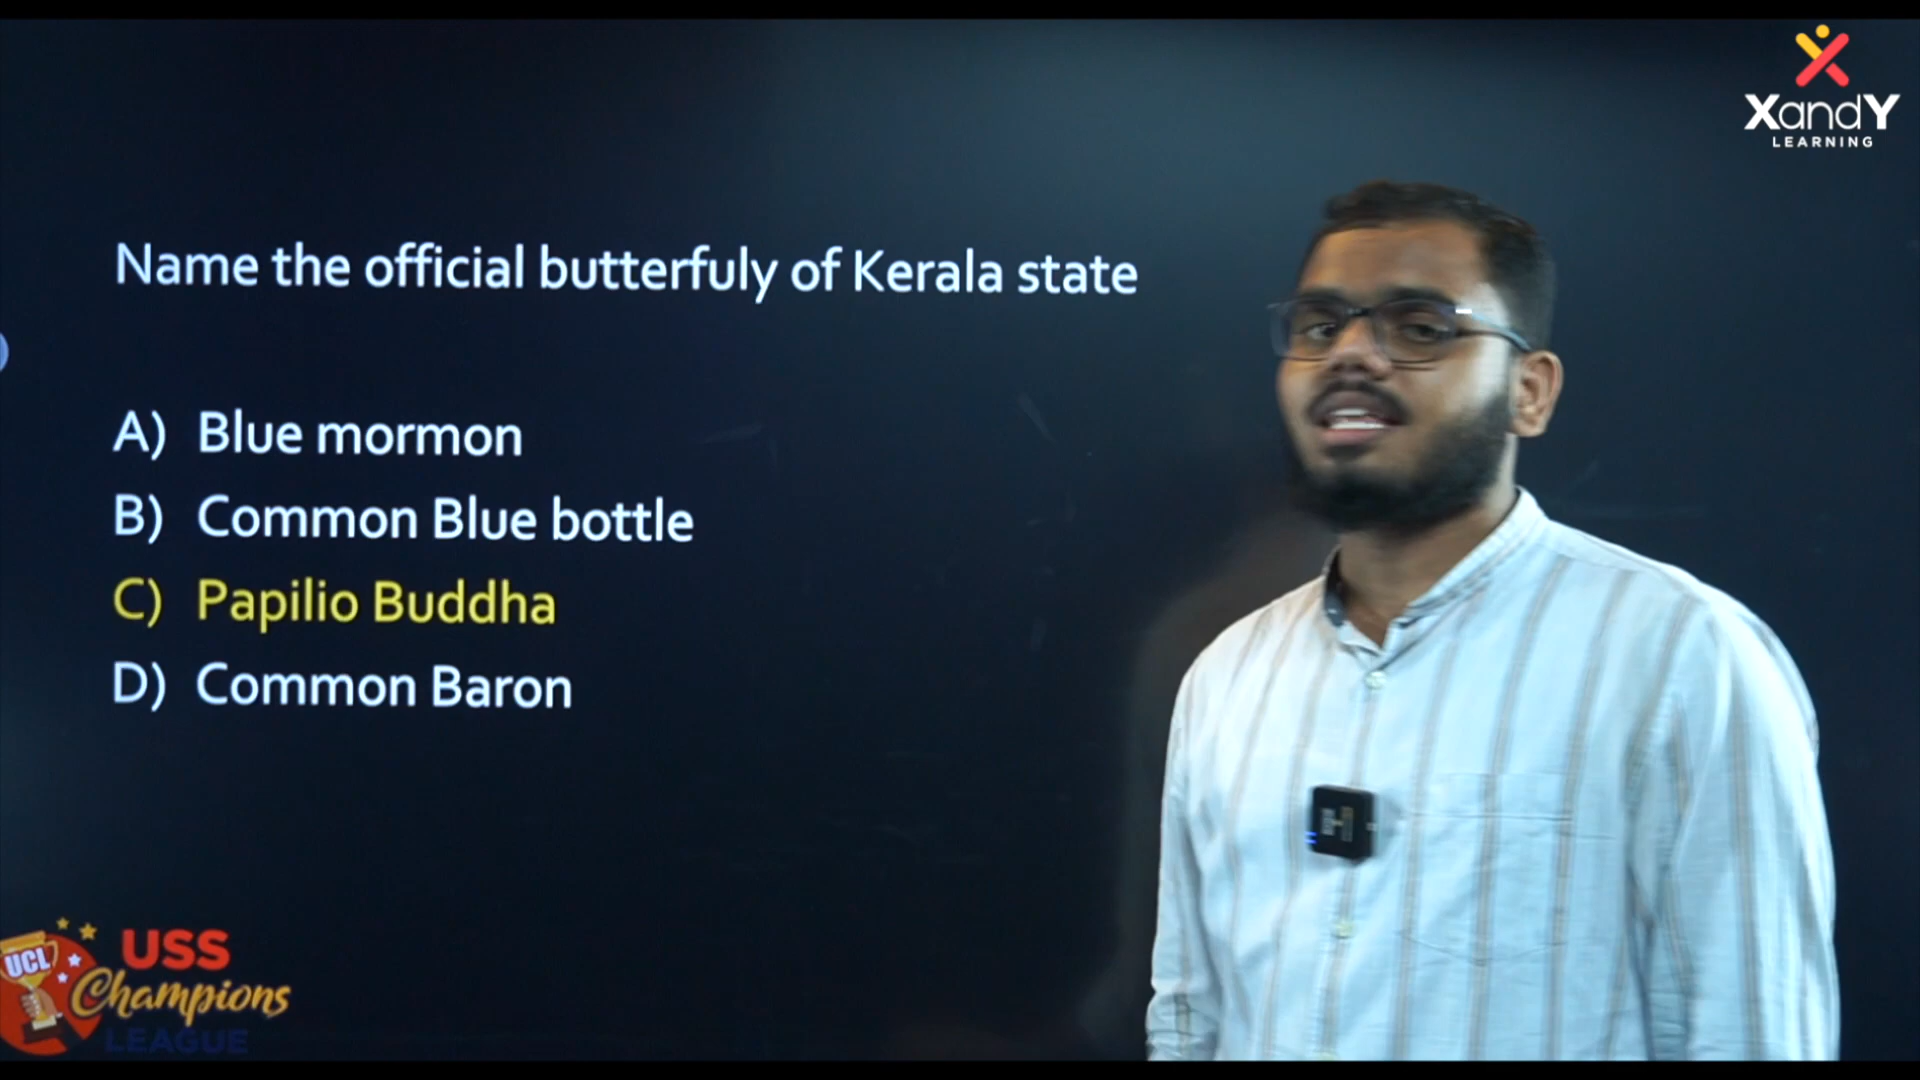 XandY
LEARNING
Name the official butterfuly of Kerala state
A) Blue mormon
B) Common Blue bottle
C) Papilio Buddha
D) Common Baron
UCL
USS
Champions
LEAGUE